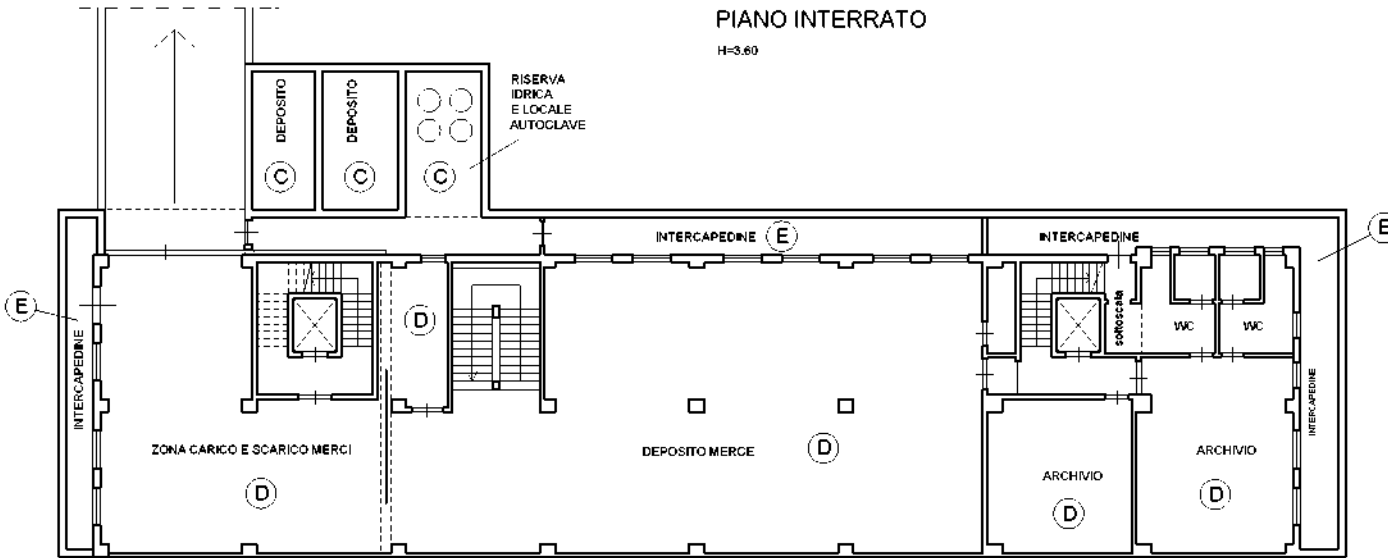 PIANO INTERRATO
H=3.60
RISERVA
IDRICA
E LOCALE
AUTOCLAVE
DEPOSITO
DEPOSITO
C
C
C
INTERCAPEDINE
E
INTERCAPEDINE
E
E
INTERCAPEDINE
D
sottoscala
WC
WC
INTERCAPEDINE
ZONA CARICO E SCARICO MERCI
D
DEPOSITO MERCE
D
ARCHIVIO
D
ARCHIVIO
D